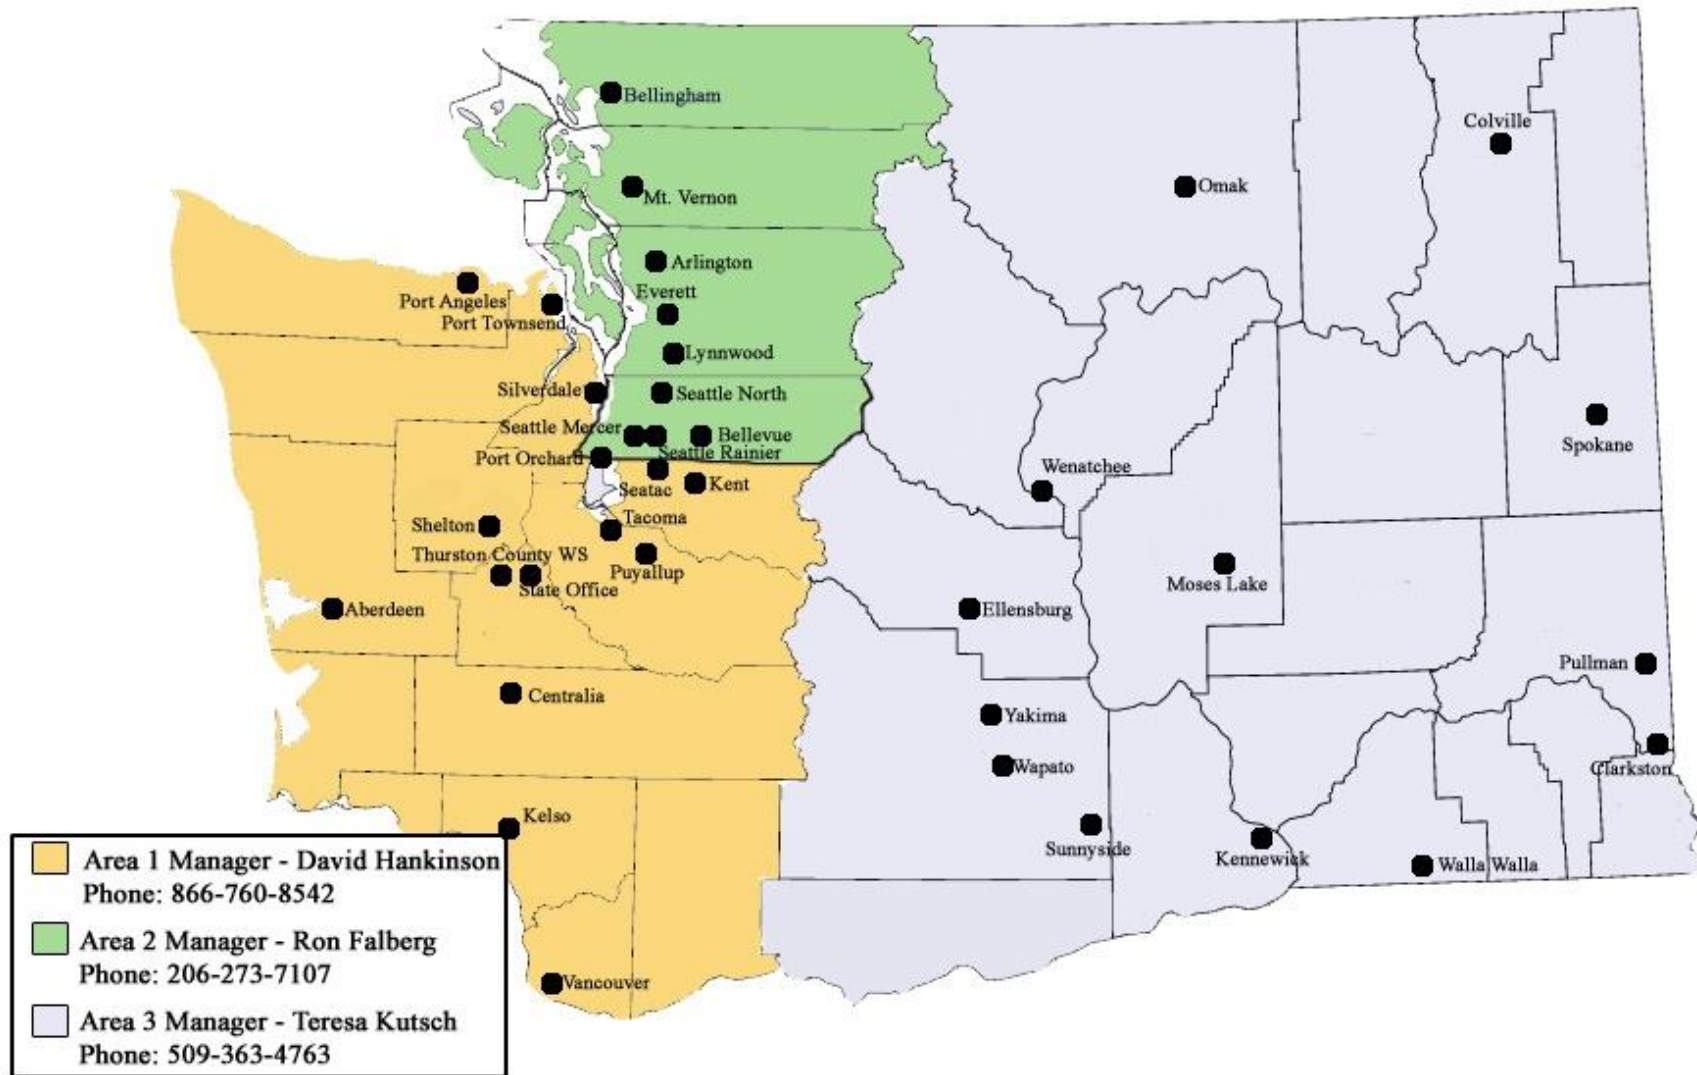 Bellingham
Colville
Mt. Vernon
Omak
Arlington
Everett
Port Angeles
Port Townsend
Lynnwood
Silverdale
Seattle North
Seattle Mercer
Bellevue
Seattle Rainier
Port Orchard
Spokane
Wenatchee
Seatac
Kent
Tacoma
Shelton
Thurston County WS
Puyallup
State Office
Moses Lake
Aberdeen
Ellensburg
Pullman
Centralia
Yakima
Wapato
Clarkston
Kelso
Sunnyside
Kennewick
Walla Walla
Vancouver
Area 1 Manager - David Hankinson
Phone: 866-760-8542
Area 2 Manager - Ron Falberg
Phone: 206-273-7107
Area 3 Manager - Teresa Kutsch
Phone: 509-363-4763